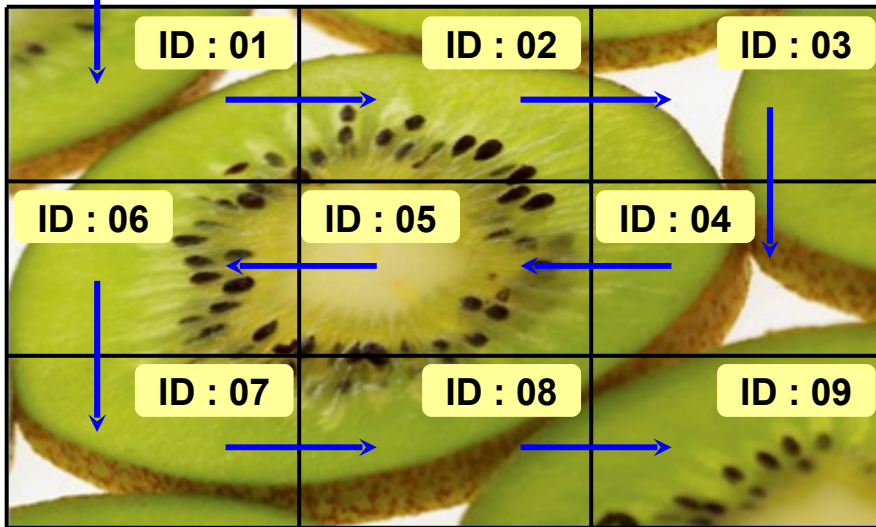 ID : 01
ID : 02
ID : 03
ID : 06
ID : 05
ID : 04
ID : 07
ID : 08
ID : 09